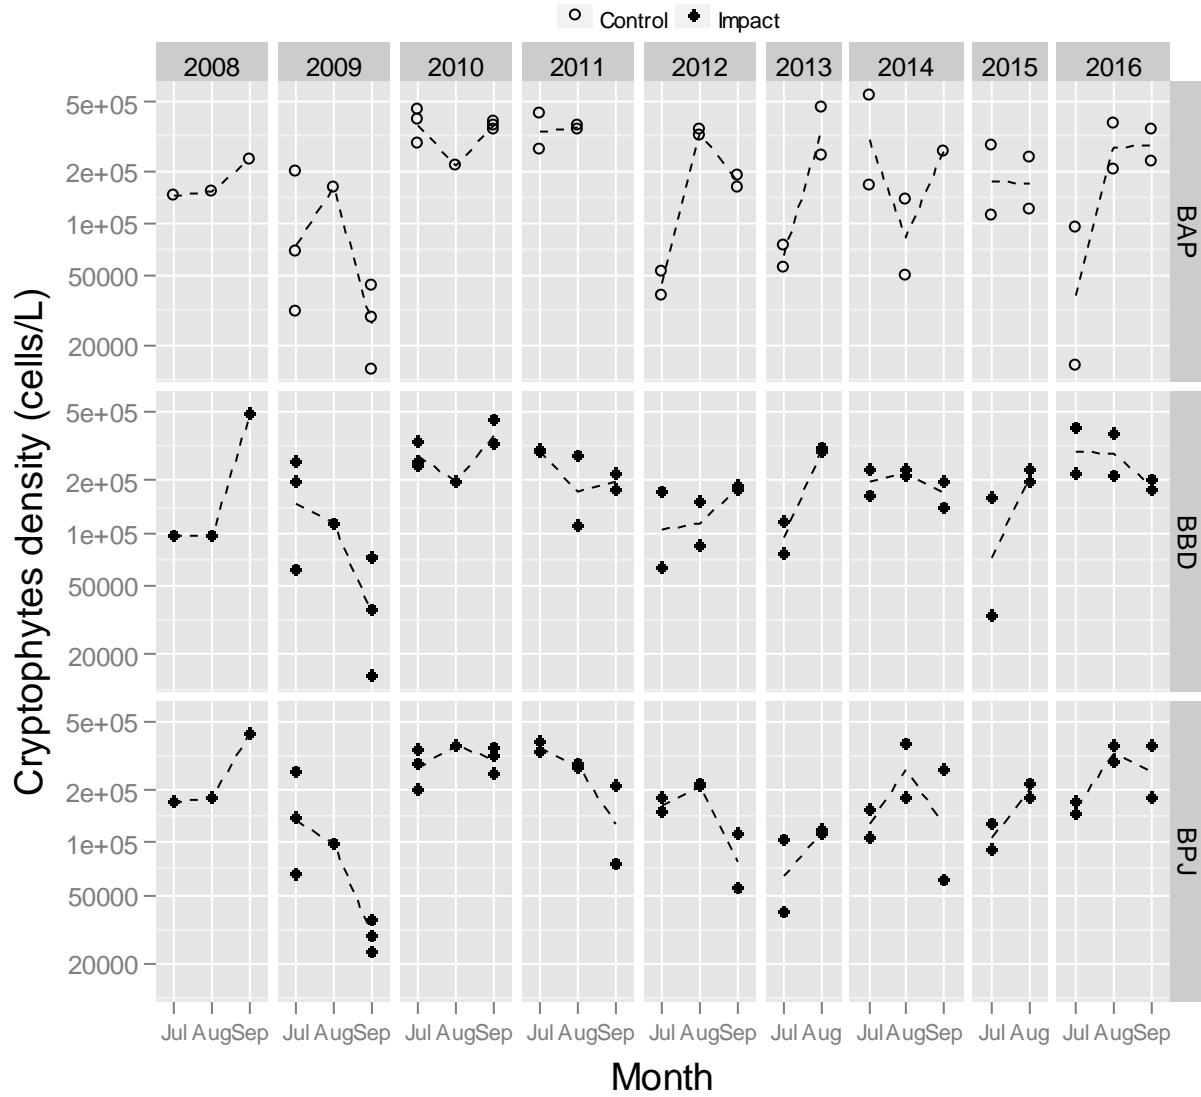 Control Impact
2008 2009 2010 2011 2012 2013 2014 2015 2016
Cryptophytes density (cells/L)
5e+05
2e+05
1e+05
50000
20000
BAP
5e+05
2e+05
1e+05
50000
20000
BBD
5e+05
2e+05
1e+05
50000
20000
BPJ
Jul Aug Sep Jul Aug Sep Jul Aug Sep Jul Aug Sep Jul Aug Sep Jul Aug Jul Aug Sep Jul Aug Jul Aug Sep
Month